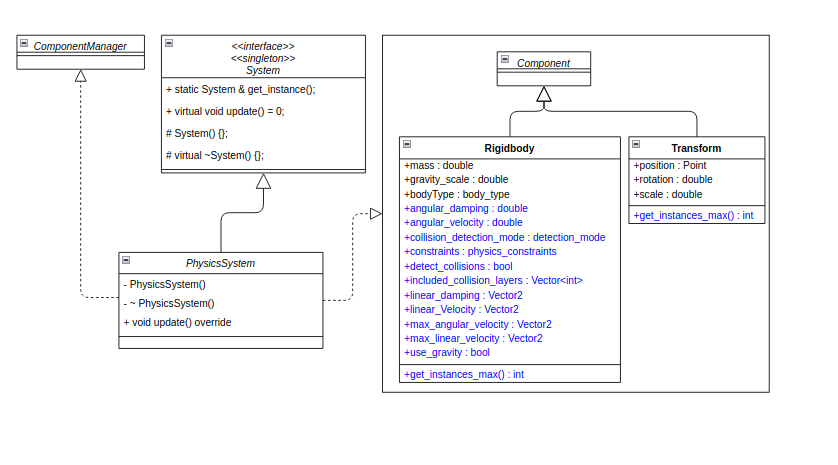 ComponentManager
<<interface>>
<<singleton>>
System
+ static System & get_instance();
+ virtual void update() = 0;
# System() {};
# virtual ~System() {};
PhysicsSystem
- PhysicsSystem()
- ~ PhysicsSystem()
+ void update() override
Component
Rigidbody
+mass : double
+gravity_scale : double
+bodyType : body_type
+angular_damping : double
+angular_velocity : double
+collision_detection_mode : detection_mode
+constraints : physics_constraints
+detect_collisions : bool
+included_collision_layers : Vector<int>
+linear_damping : Vector2
+linear_Velocity : Vector2
+max_angular_velocity : Vector2
+max_linear_velocity : Vector2
+use_gravity : bool
+get_instances_max() : int
Transform
+position : Point
+rotation : double
+scale : double
+get_instances_max() : int